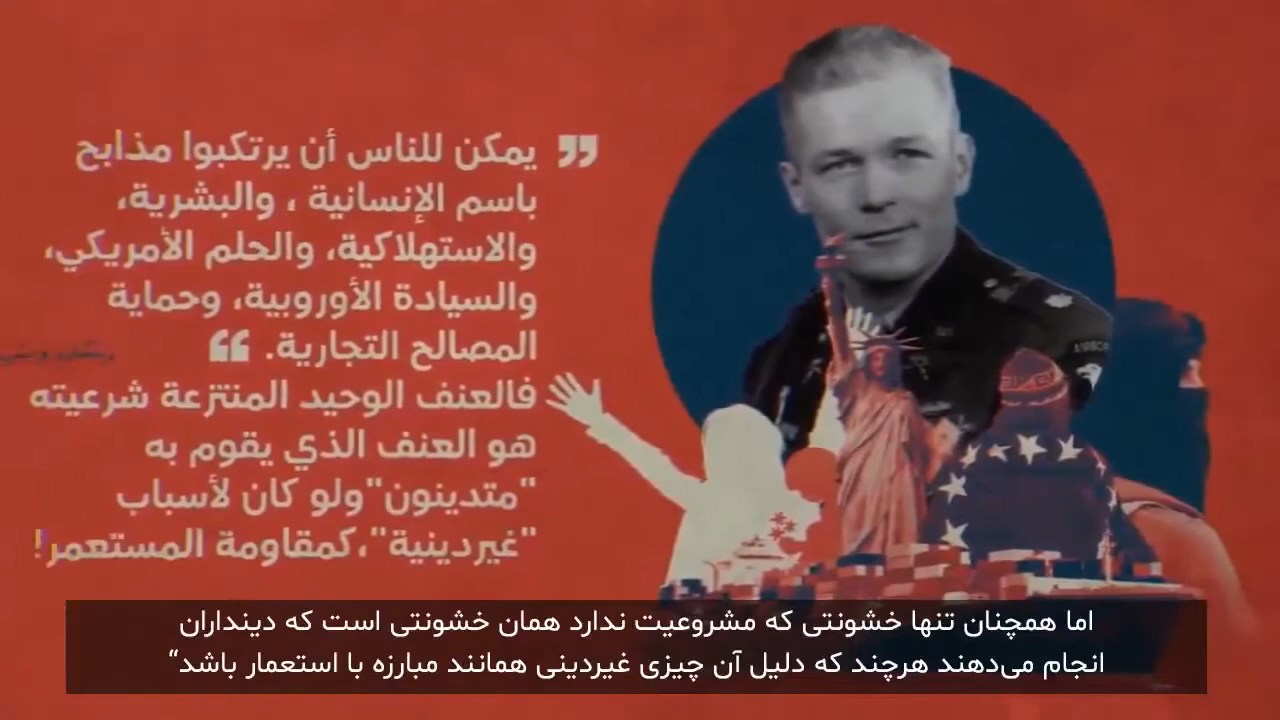 ” يمكن للناس أن يرتكبوا مذابح
باسم الإنسانية ، والبشرية،
والاستهلاكية، والحلم الأمريكي،
والسيادة الأوروبية، وحماية
المصالح التجارية. “
فالعنف الوحيد المنتزعة شرعيته
هو العنف الذي يقوم به
"متدينون"ولو كان لأسباب
"غيردينية"،كمقاومة المستعمر!
اما همچنان تنها خشونتی که مشروعیت ندارد همان خشونتی است که دینداران
انجام می‌دهند هرچند که دلیل آن چیزی غیردینی همانند مبارزه با استعمار باشد“